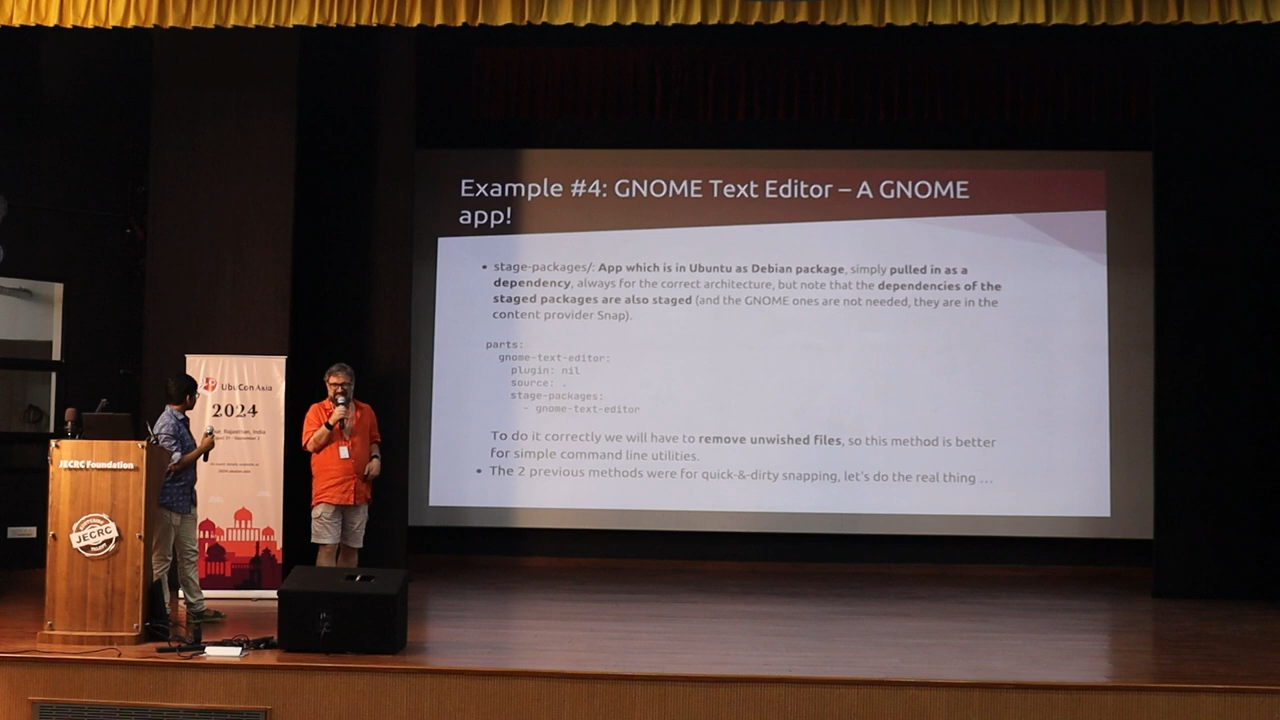 Example #4: GNOME Text Editor – A GNOME
app!
• stage-packages/: App which is in Ubuntu as Debian package, simply pulled in as a
dependency, always for the correct architecture, but note that the dependencies of the
staged packages are also staged (and the GNOME ones are not needed, they are in the
content provider Snap).
parts:
gnome-text-editor:
plugin: nil
source: .
stage-packages:
- gnome-text-editor
To do it correctly we will have to remove unwished files, so this method is better
for simple command line utilities.
• The 2 previous methods were for quick-&-dirty snapping, let's do the real thing …
UbuCon Asia
2024
Rajasthan, India
JECRC Foundation
JECRC